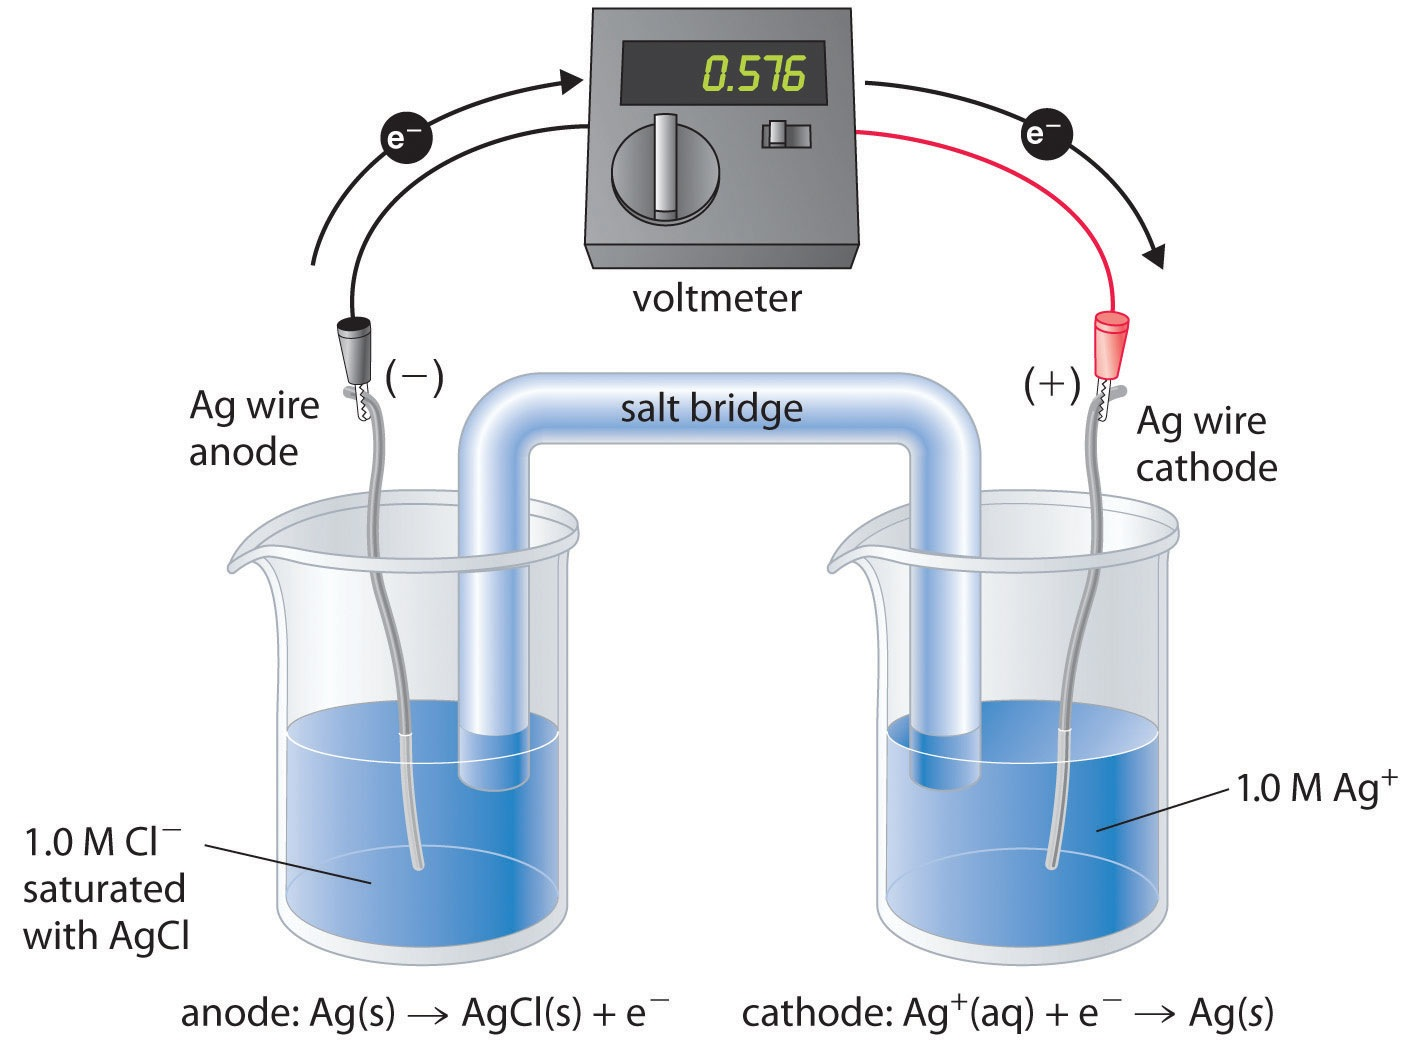 0.576
e⁻
e⁻
voltmeter
(−)
(+)
Ag wire
anode
salt bridge
Ag wire
cathode
1.0 M Ag⁺
1.0 M Cl⁻
saturated
with AgCl
anode: Ag(s) → AgCl(s) + e⁻
cathode: Ag⁺(aq) + e⁻ → Ag(s)